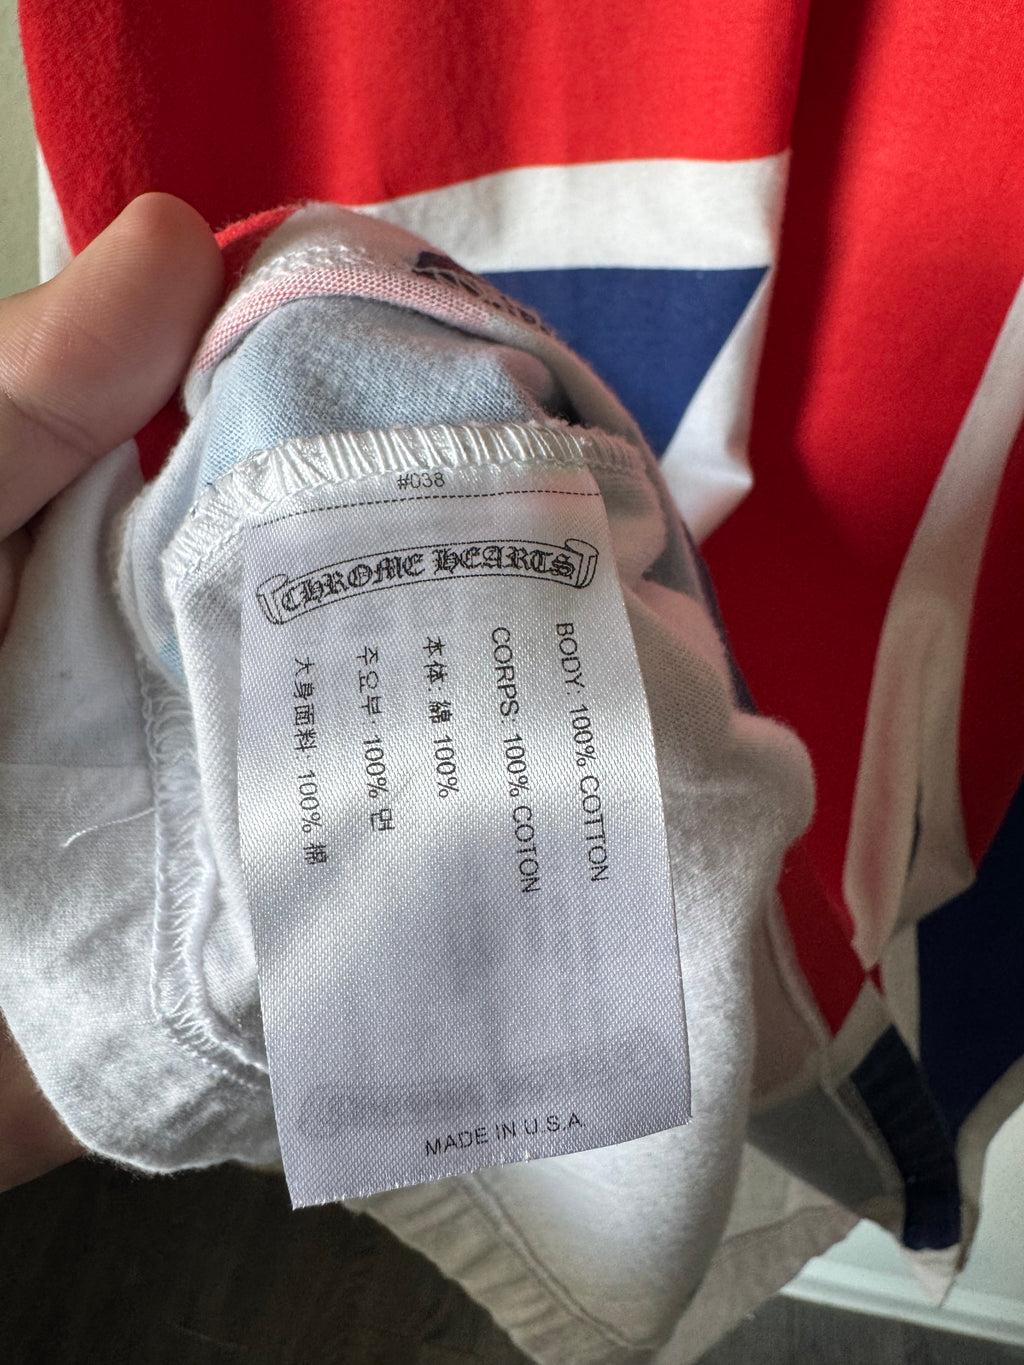 #038
CHROME HEARTS
BODY: 100% COTTON
CORPS: 100% COTON
本体: 綿 100%
주요부: 100% 면
大身面料: 100% 棉
MADE IN U.S.A